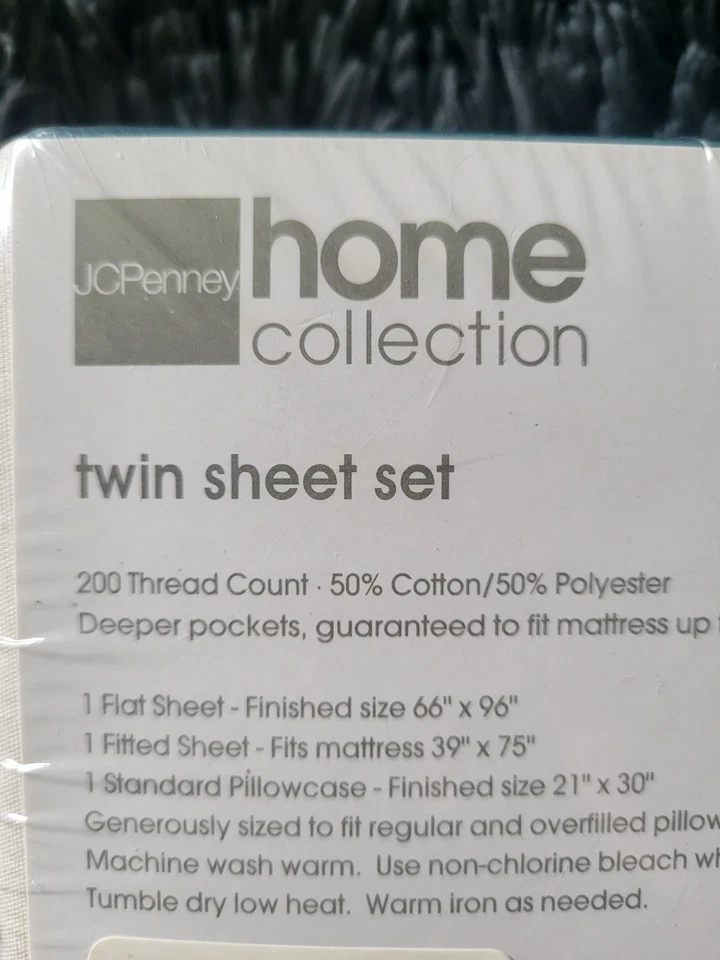 JCPenney
home
collection
twin sheet set
200 Thread Count · 50% Cotton/50% Polyester
Deeper pockets, guaranteed to fit mattress up
1 Flat Sheet - Finished size 66" x 96"
1 Fitted Sheet - Fits mattress 39" x 75"
1 Standard Pillowcase - Finished size 21" x 30"
Generously sized to fit regular and overfilled
Machine wash warm. Use non-chlorine bleach
Tumble dry low heat. Warm iron as needed.